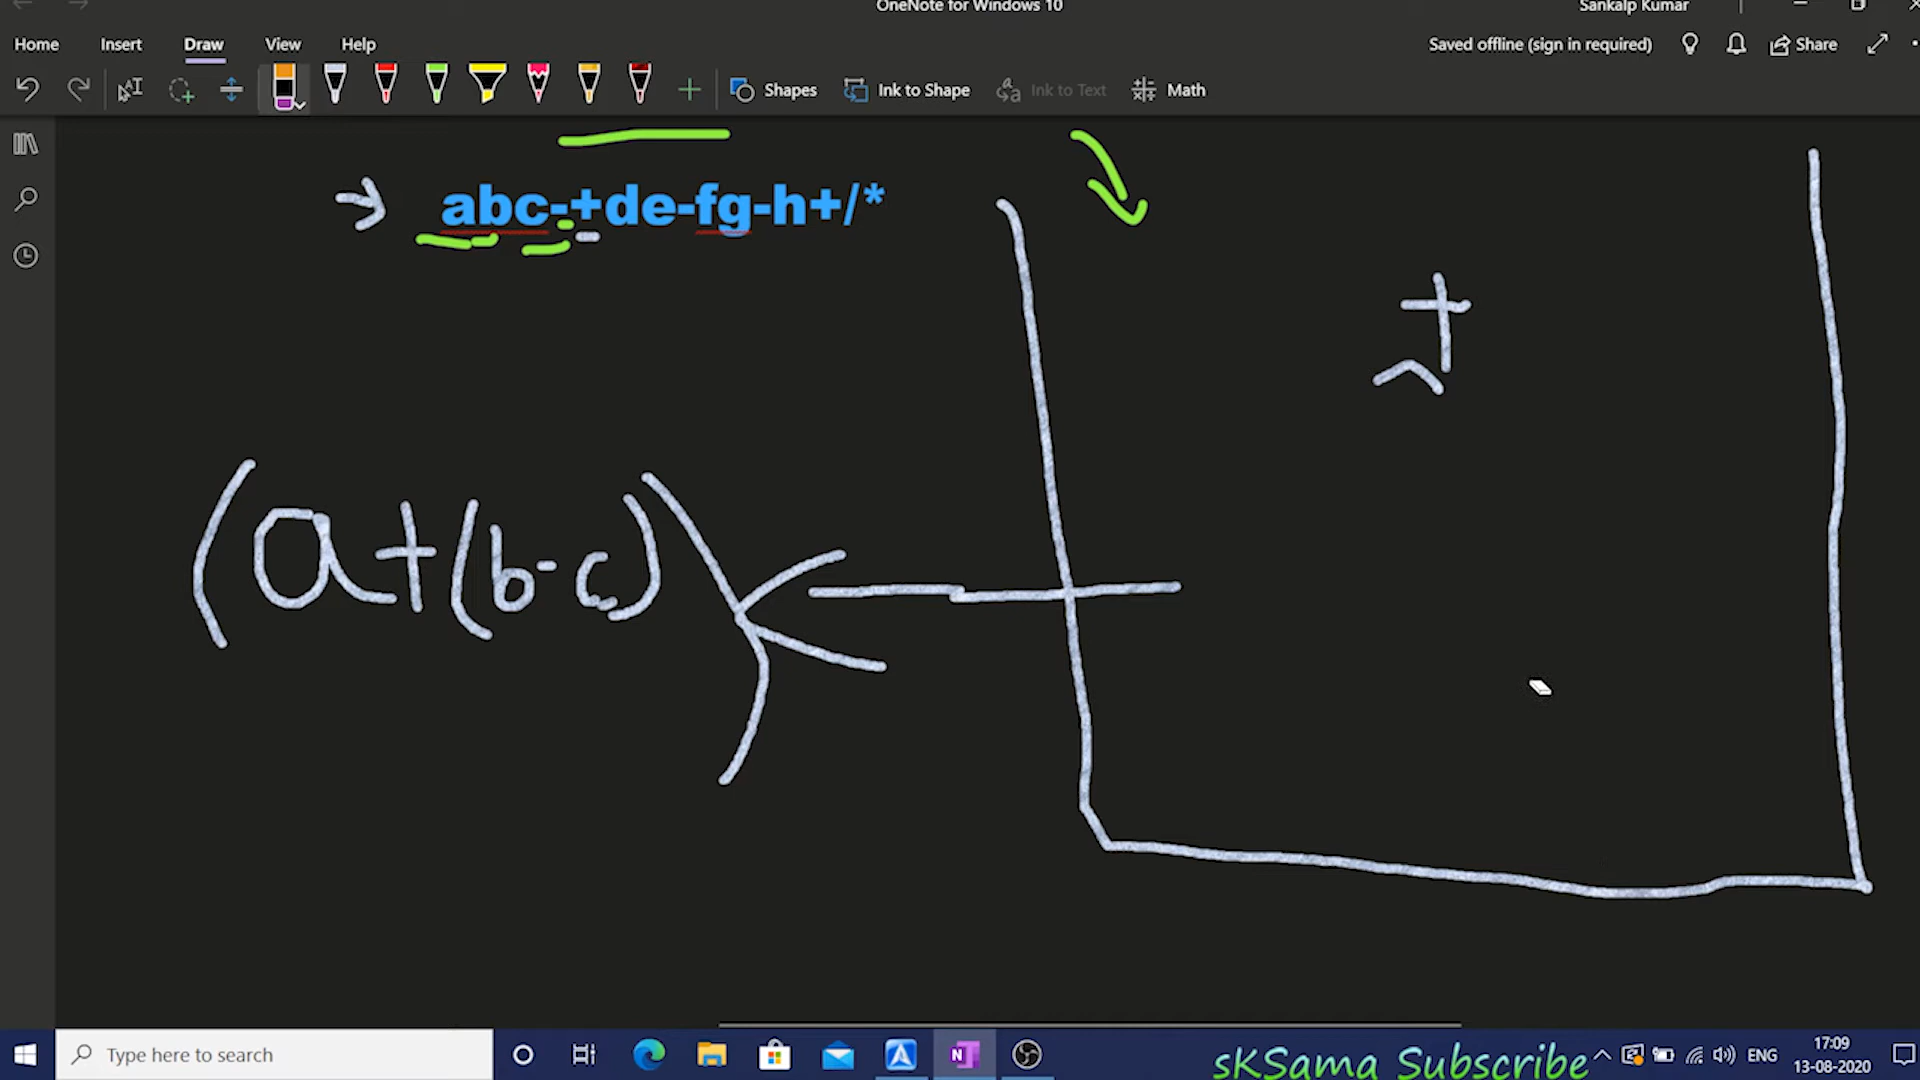 OneNote for Windows 10
Sankalp Kumar
Home Insert Draw View Help
Saved offline (sign in required)
Share
Shapes Ink to Shape Ink to Text Math
abc-+de-fg-h+/*
+
(a+(b-c))
Type here to search
sKSama Subscribe
ENG
17:09
13-08-2020